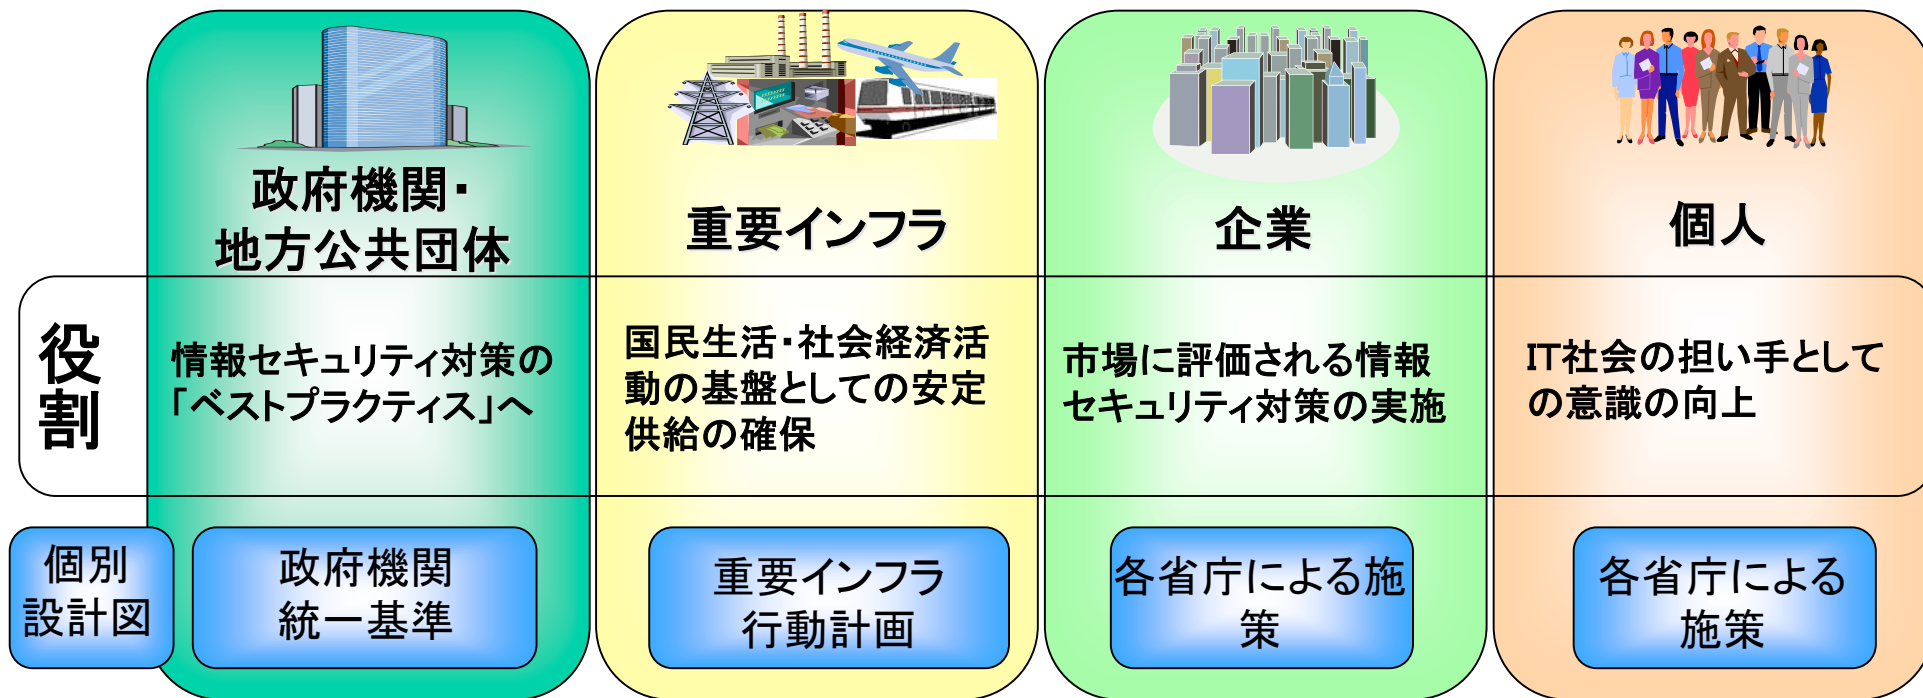 政府機関・
地方公共団体
重要インフラ
企業
個人
役割
情報セキュリティ対策の
「ベストプラクティス」へ
国民生活・社会経済活
動の基盤としての安定
供給の確保
市場に評価される情報
セキュリティ対策の実施
IT社会の担い手として
の意識の向上
個別
設計図
政府機関
統一基準
重要インフラ
行動計画
各省庁による施
策
各省庁による
施策